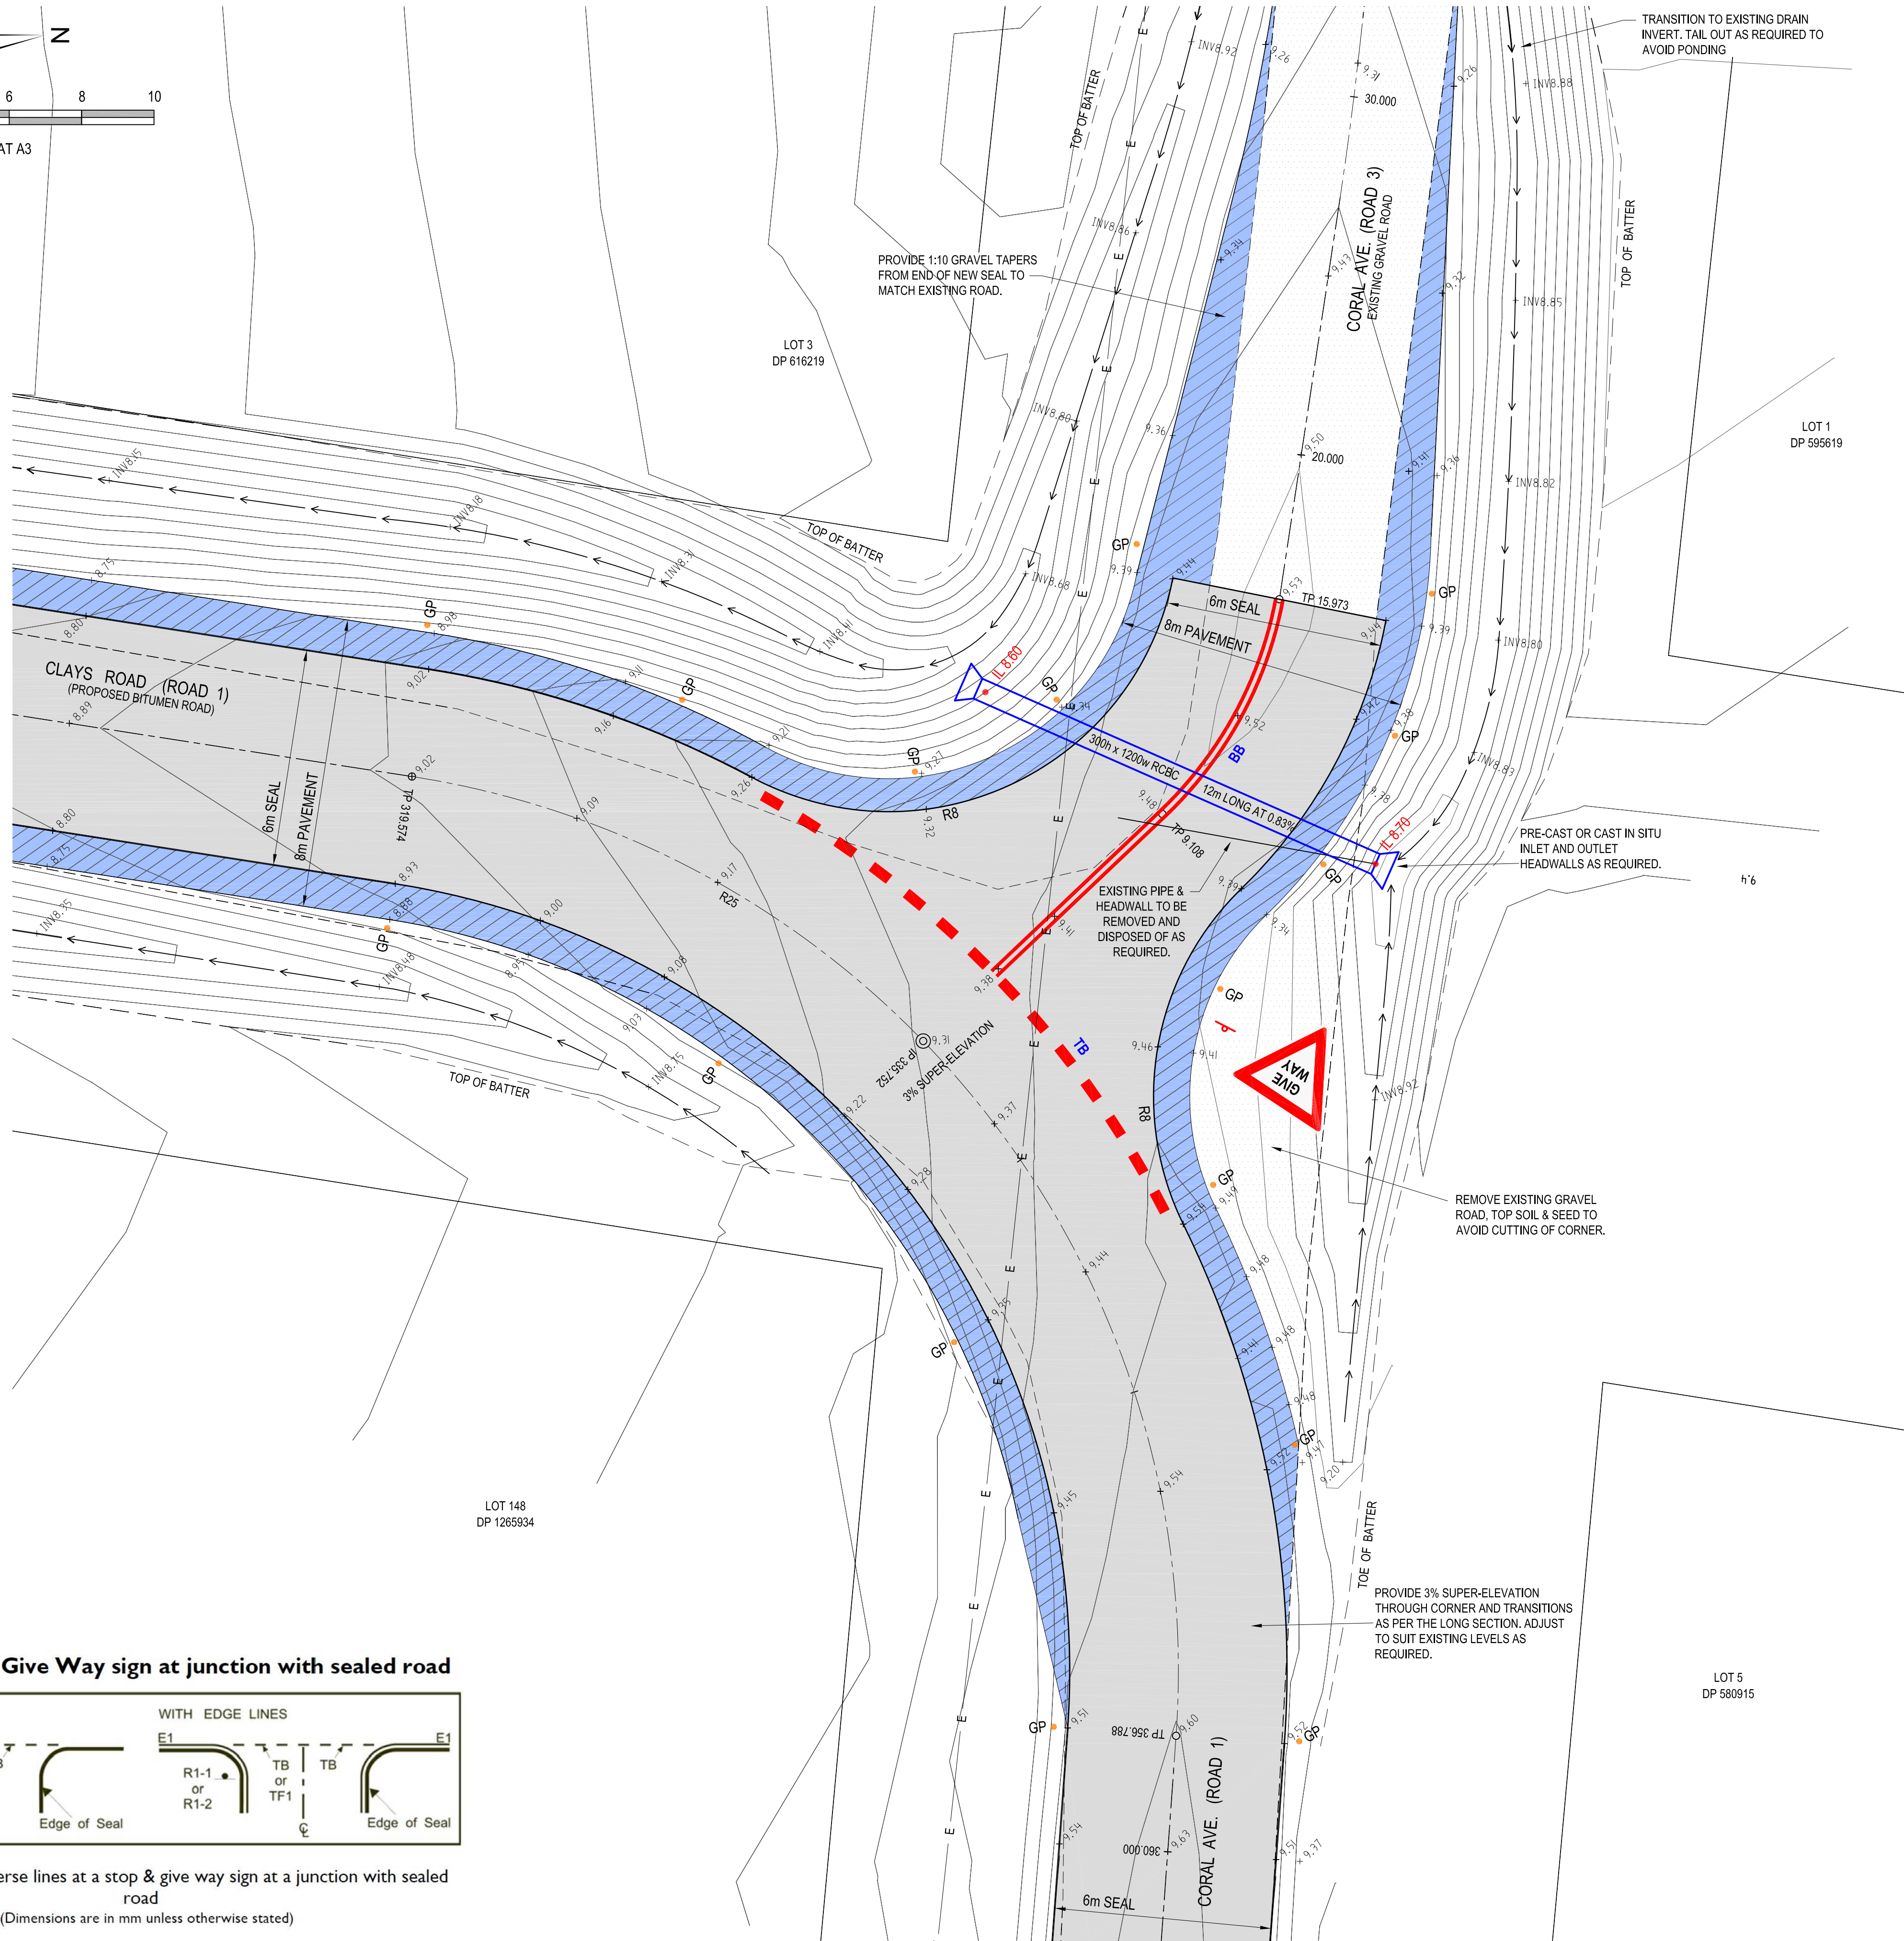 N
6 8 10
AT A3
TRANSITION TO EXISTING DRAIN
INVERT. TAIL OUT AS REQUIRED TO
AVOID PONDING
INV8.92
9.26
9.31
30.000
9.26
INV8.88
TOP OF BATTER
E
E
CORAL AVE. (ROAD 3)
EXISTING GRAVEL ROAD
TOP OF BATTER
INV8.86
9.34
9.43
9.32
INV8.85
PROVIDE 1:10 GRAVEL TAPERS
FROM END OF NEW SEAL TO
MATCH EXISTING ROAD.
E
E
LOT 3
DP 616219
E
INV8.80
9.36
9.50
20.000
9.41
9.36
INV8.82
LOT 1
DP 595619
INV8.15
INV8.18
INV8.31
INV8.41
TOP OF BATTER
E
GP
9.39
9.44
INV8.68
E
6m SEAL
9.53
TP 15.973
GP
9.44
9.39
INV8.80
8m PAVEMENT
8.75
8.80
GP
8.98
9.02
9.11
9.16
GP
9.21
9.26
GP
9.27
9.32
R8
IL 8.60
GP
E
9.34
9.52
BB
9.42
9.38
GP
9.38
INV8.83
CLAYS ROAD (ROAD 1)
(PROPOSED BITUMEN ROAD)
8.89
9.02
TP 319.574
6m SEAL
8m PAVEMENT
300h x 1200w RCBC
12m LONG AT 0.83%
IL 8.70
9.48
TP 9.108
E
9.09
9.17
R25
8.80
8.75
8.93
8.88
GP
9.00
8.95
9.08
9.03
GP
INV8.35
INV8.48
INV8.75
TOP OF BATTER
EXISTING PIPE &
HEADWALL TO BE
REMOVED AND
DISPOSED OF AS
REQUIRED.
9.41
E
9.38
9.39
GP
9.34
PRE-CAST OR CAST IN SITU
INLET AND OUTLET
HEADWALLS AS REQUIRED.
9.4
GP
9.31
IP 336.752
3% SUPER-ELEVATION
TB
E
9.46
9.41
GIVE
WAY
INV8.92
R8
9.22
9.37
E
9.28
GP
9.49
9.54
REMOVE EXISTING GRAVEL
ROAD, TOP SOIL & SEED TO
AVOID CUTTING OF CORNER.
E
9.44
9.48
9.35
GP
E
9.41
9.48
9.48
GP
9.52
9.47
9.20
LOT 148
DP 1265934
E
9.45
9.54
E
TOE OF BATTER
PROVIDE 3% SUPER-ELEVATION
THROUGH CORNER AND TRANSITIONS
AS PER THE LONG SECTION. ADJUST
TO SUIT EXISTING LEVELS AS
REQUIRED.
LOT 5
DP 580915
E
GP
9.51
TP 356.788
9.60
9.52
GP
E
9.54
360.000
9.63
CORAL AVE. (ROAD 1)
9.51
9.37
6m SEAL
Give Way sign at junction with sealed road
WITH EDGE LINES
E1
E1
R1-1
or
R1-2
TB
or
TF1
TB
Edge of Seal
Edge of Seal
erse lines at a stop & give way sign at a junction with sealed
road
(Dimensions are in mm unless otherwise stated)